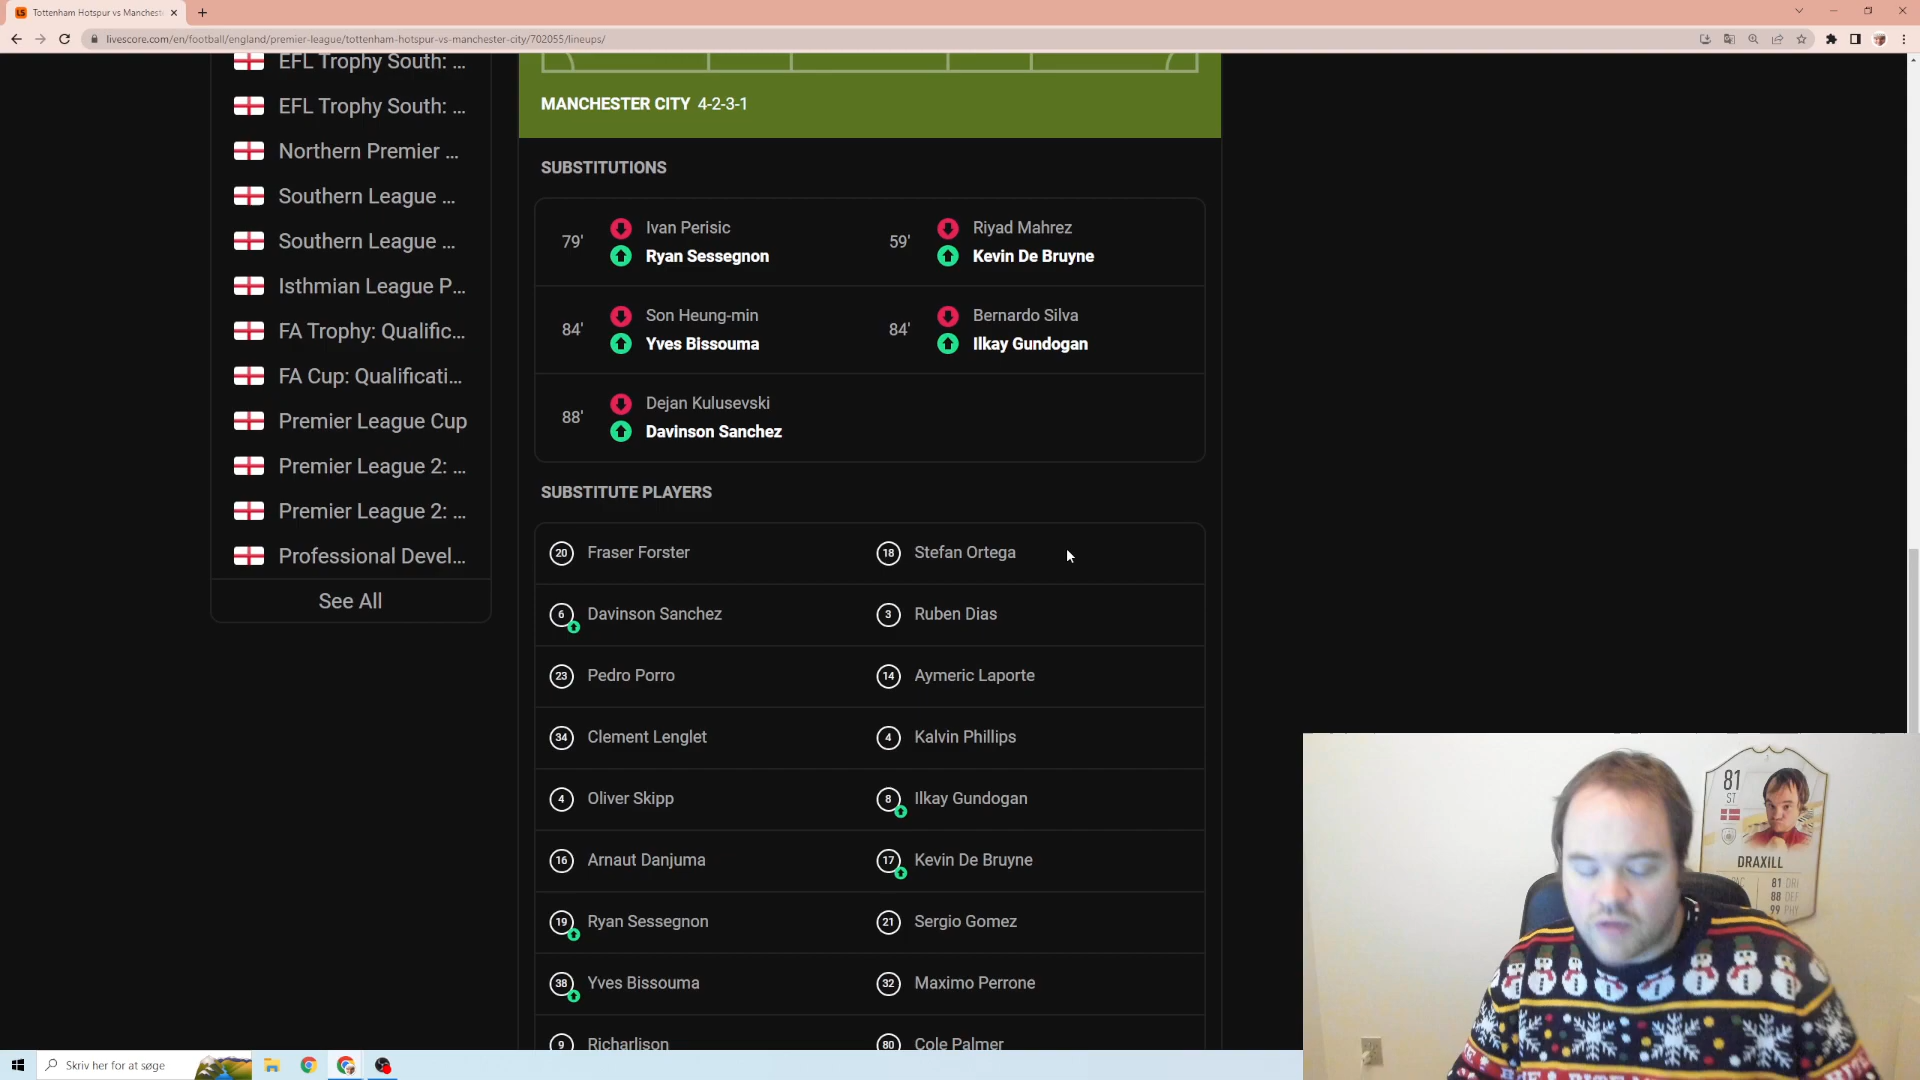 Tottenham Hotspur vs Manchest
livescore.com/en/football/england/premier-league/tottenham-hotspur-vs-manchester-city/702055/lineups/
EFL Trophy South: ...
EFL Trophy South: ...
Northern Premier ...
Southern League ...
Southern League ...
Isthmian League P...
FA Trophy: Qualific...
FA Cup: Qualificati...
Premier League Cup
Premier League 2: ...
Premier League 2: ...
Professional Devel...
See All
MANCHESTER CITY 4-2-3-1
SUBSTITUTIONS
79' Ivan Perisic
Ryan Sessegnon
59' Riyad Mahrez
Kevin De Bruyne
84' Son Heung-min
Yves Bissouma
84' Bernardo Silva
Ilkay Gundogan
88' Dejan Kulusevski
Davinson Sanchez
SUBSTITUTE PLAYERS
20 Fraser Forster
18 Stefan Ortega
6 Davinson Sanchez
3 Ruben Dias
23 Pedro Porro
14 Aymeric Laporte
34 Clement Lenglet
4 Kalvin Phillips
4 Oliver Skipp
8 Ilkay Gundogan
16 Arnaut Danjuma
17 Kevin De Bruyne
19 Ryan Sessegnon
21 Sergio Gomez
38 Yves Bissouma
32 Maximo Perrone
9 Richarlison
80 Cole Palmer
81
ST
DRAXILL
81 DRI
88 DEF
99 PHY
Skriv her for at søge